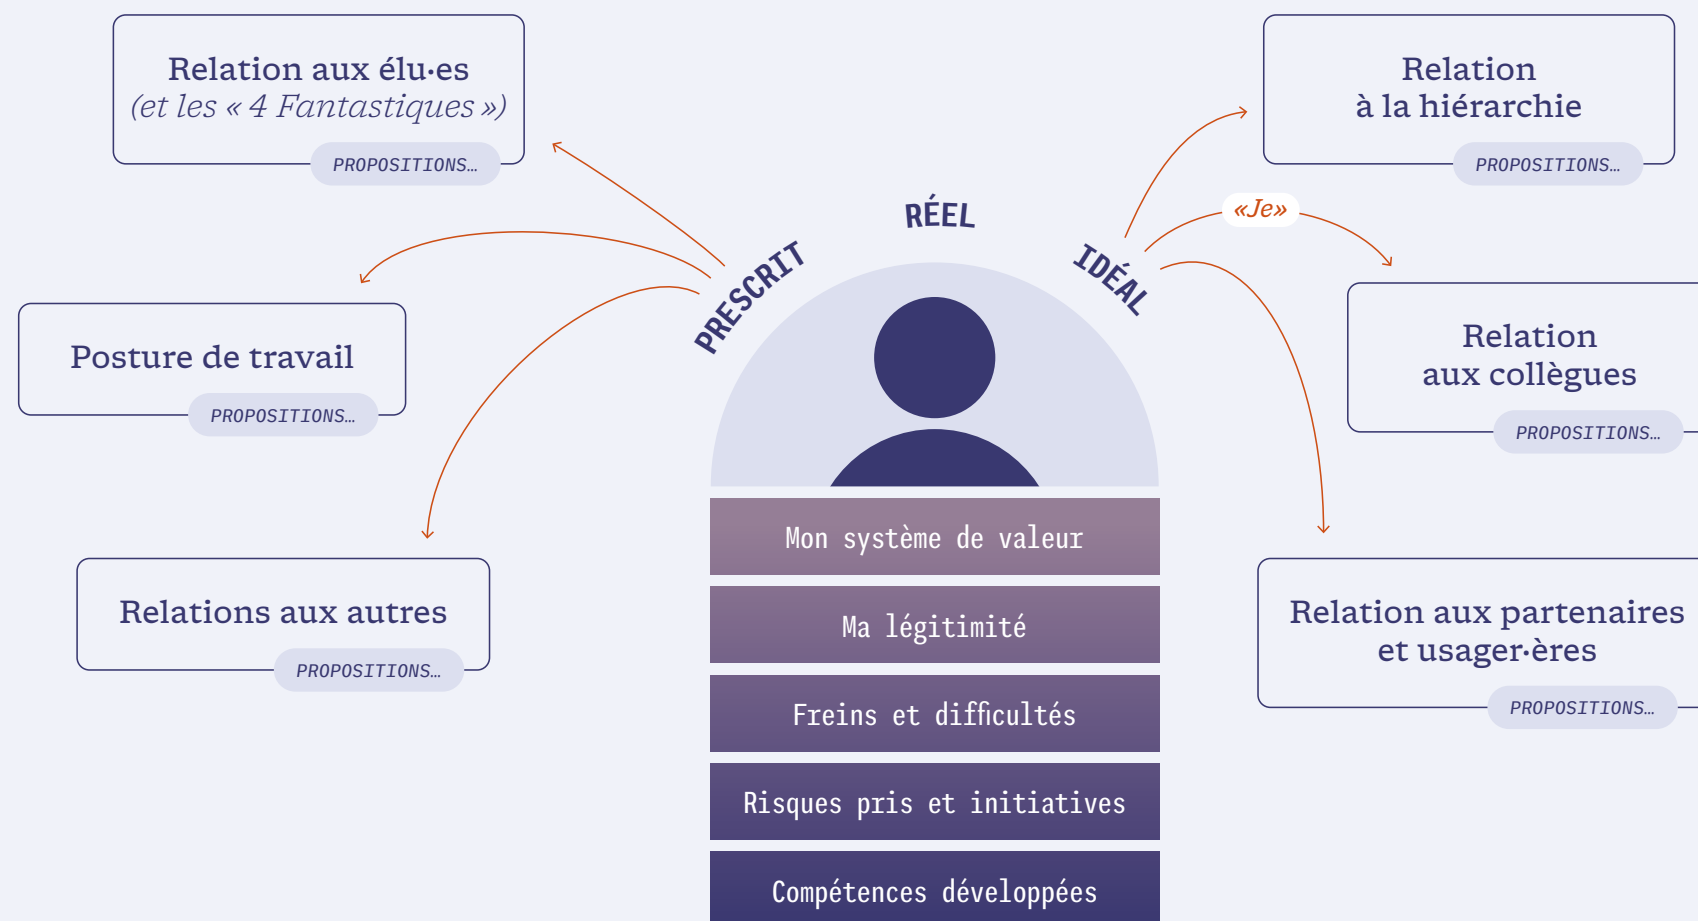 Relation aux élu·es
(et les « 4 Fantastiques »)
PROPOSITIONS…
Posture de travail
PROPOSITIONS…
Relations aux autres
PROPOSITIONS…
PRESCRIT
RÉEL
IDÉAL
«Je»
Relation
à la hiérarchie
PROPOSITIONS…
Relation
aux collègues
PROPOSITIONS…
Relation aux partenaires
et usager·ères
PROPOSITIONS…
Mon système de valeur
Ma légitimité
Freins et difficultés
Risques pris et initiatives
Compétences développées